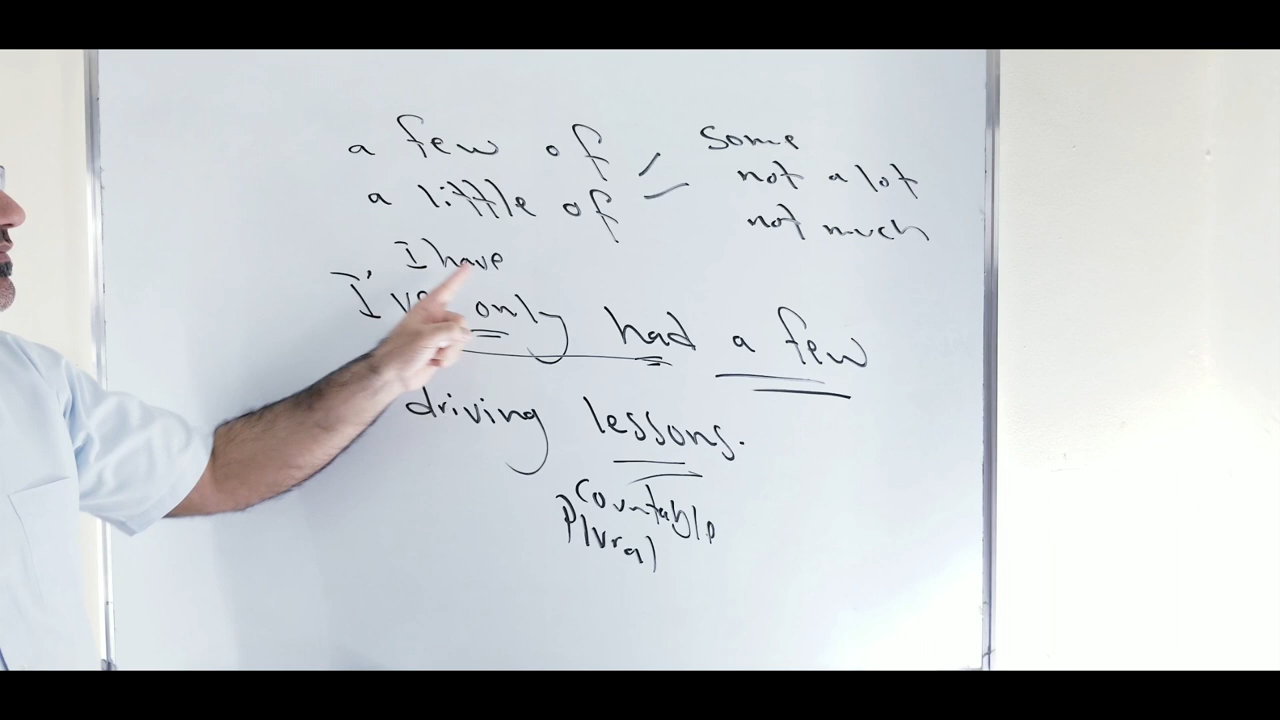 a few of some
a little of not a lot
not much
I have
I've only had a few
driving lessons.
Countable
Plural